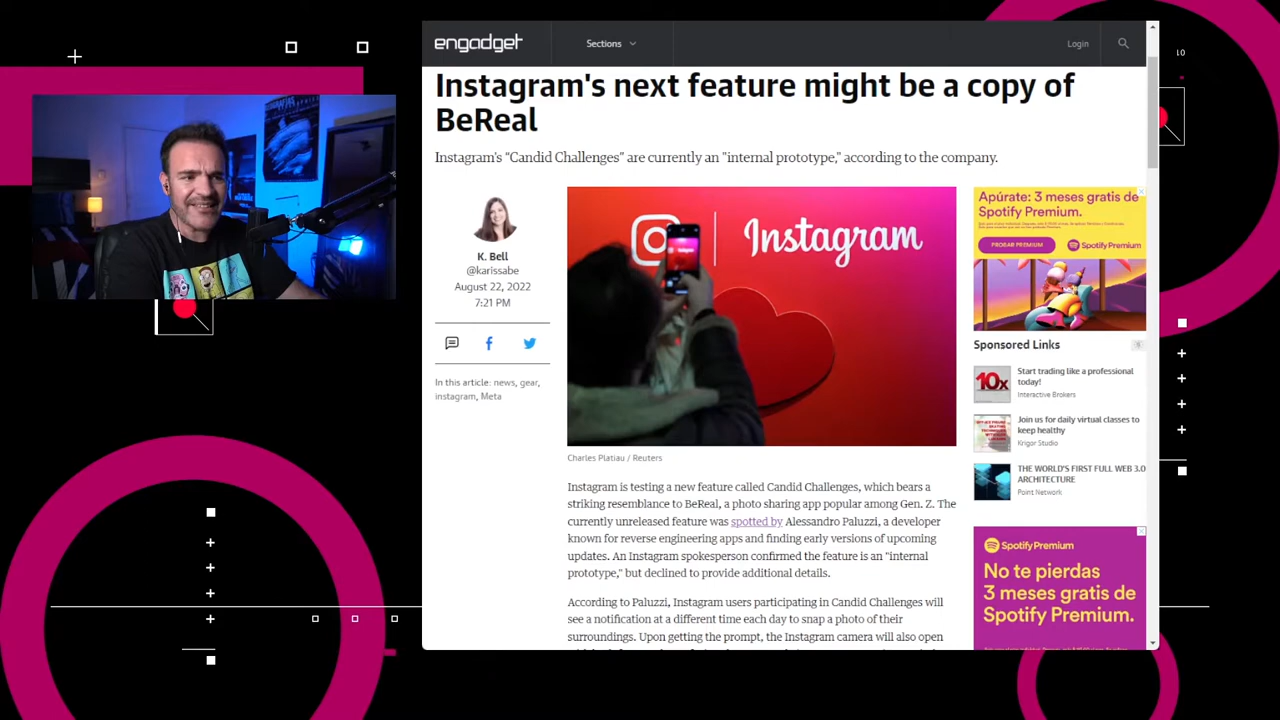 engadget
Sections
Login
Instagram's next feature might be a copy of
BeReal
Instagram's “Candid Challenges” are currently an "internal prototype,” according to the company.
K. Bell
@karissabe
August 22, 2022
7:21 PM
In this article: news, gear,
instagram, Meta
Instagram
Charles Platiau / Reuters
Instagram is testing a new feature called Candid Challenges, which bears a
striking resemblance to BeReal, a photo sharing app popular among Gen. Z. The
currently unreleased feature was spotted by Alessandro Paluzzi, a developer
known for reverse engineering apps and finding early versions of upcoming
updates. An Instagram spokesperson confirmed the feature is an "internal
prototype," but declined to provide additional details.
According to Paluzzi, Instagram users participating in Candid Challenges will
see a notification at a different time each day to snap a photo of their
surroundings. Upon getting the prompt, the Instagram camera will also open
Apúrate: 3 meses gratis de
Spotify Premium.
PROBAR PREMIUM
Spotify Premium
Sponsored Links
10x
Start trading like a professional
today!
Interactive Brokers
Join us for daily virtual classes to
keep healthy
Krigor Studio
THE WORLD'S FIRST FULL WEB 3.0
ARCHITECTURE
Point Network
Spotify Premium
No te pierdas
3 meses gratis de
Spotify Premium.
01